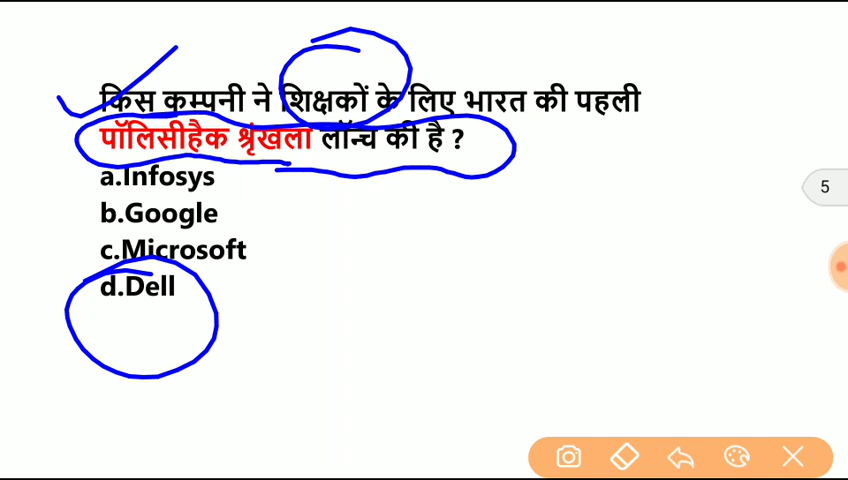 किस कम्पनी ने शिक्षकों के लिए भारत की पहली
पॉलिसीहैक श्रृंखला लॉन्च की है ?
a.Infosys
b.Google
c.Microsoft
d.Dell
5